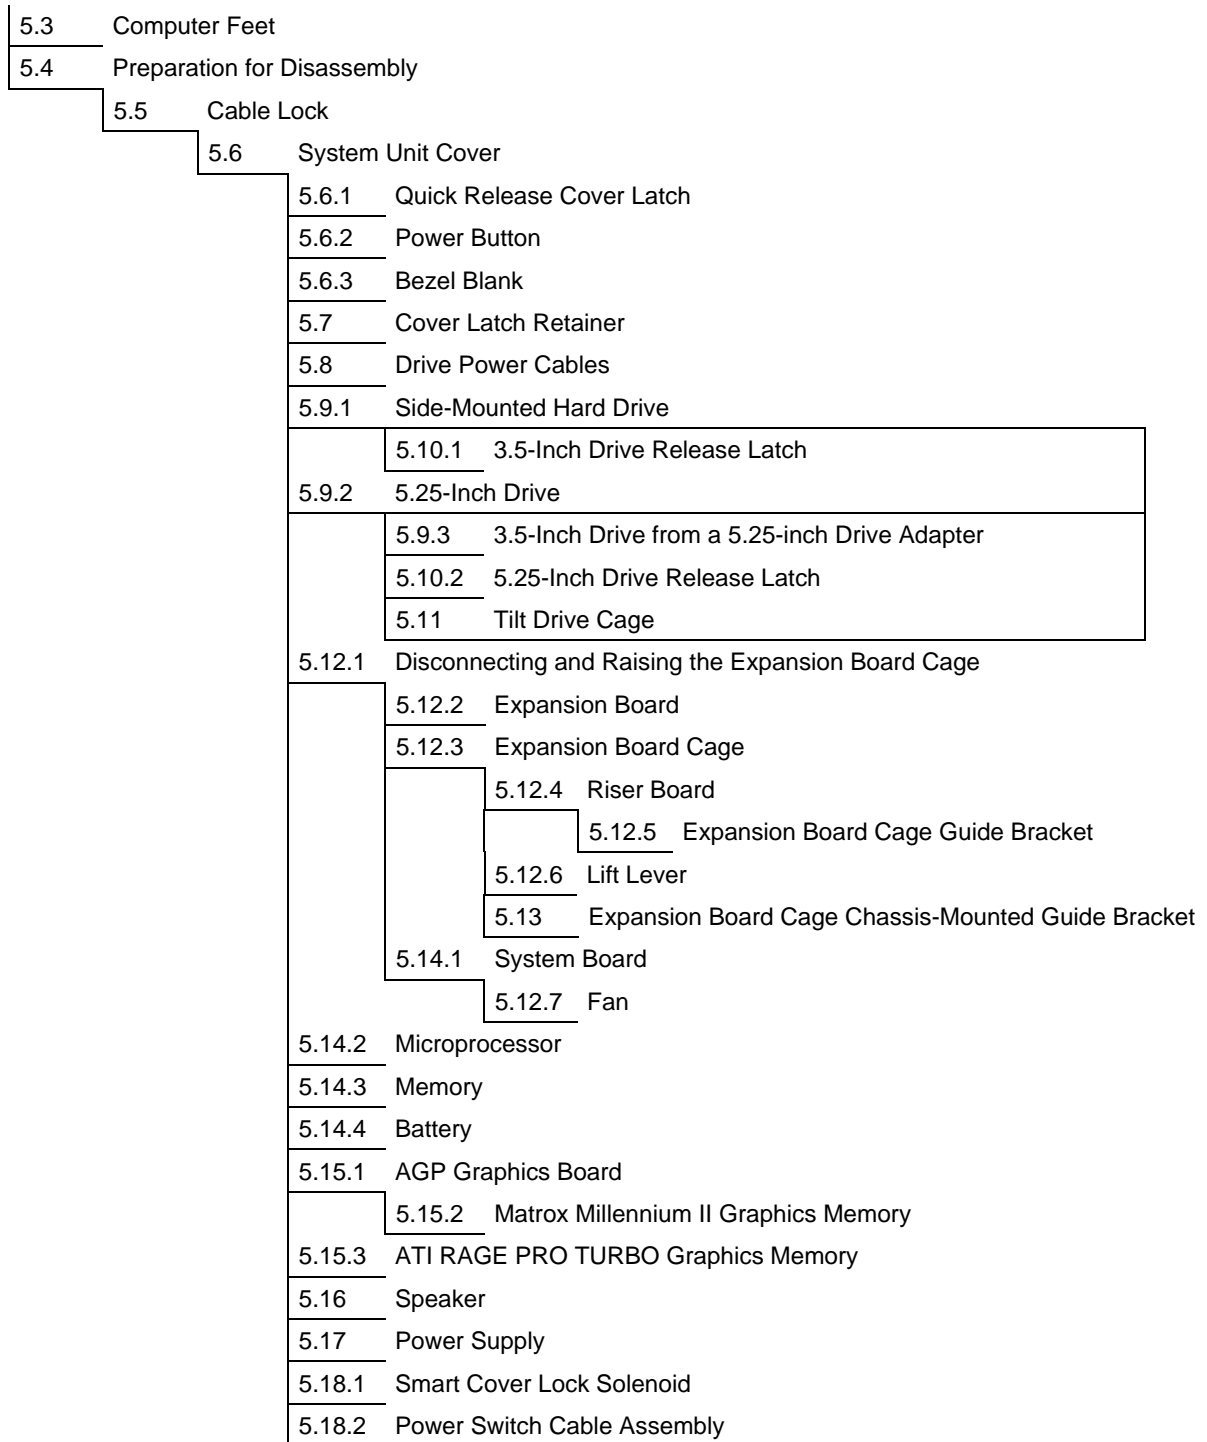 5.3 Computer Feet
5.4 Preparation for Disassembly
5.5 Cable Lock
5.6 System Unit Cover
5.6.1 Quick Release Cover Latch
5.6.2 Power Button
5.6.3 Bezel Blank
5.7 Cover Latch Retainer
5.8 Drive Power Cables
5.9.1 Side-Mounted Hard Drive
5.10.1 3.5-Inch Drive Release Latch
5.9.2 5.25-Inch Drive
5.9.3 3.5-Inch Drive from a 5.25-inch Drive Adapter
5.10.2 5.25-Inch Drive Release Latch
5.11 Tilt Drive Cage
5.12.1 Disconnecting and Raising the Expansion Board Cage
5.12.2 Expansion Board
5.12.3 Expansion Board Cage
5.12.4 Riser Board
5.12.5 Expansion Board Cage Guide Bracket
5.12.6 Lift Lever
5.13 Expansion Board Cage Chassis-Mounted Guide Bracket
5.14.1 System Board
5.12.7 Fan
5.14.2 Microprocessor
5.14.3 Memory
5.14.4 Battery
5.15.1 AGP Graphics Board
5.15.2 Matrox Millennium II Graphics Memory
5.15.3 ATI RAGE PRO TURBO Graphics Memory
5.16 Speaker
5.17 Power Supply
5.18.1 Smart Cover Lock Solenoid
5.18.2 Power Switch Cable Assembly